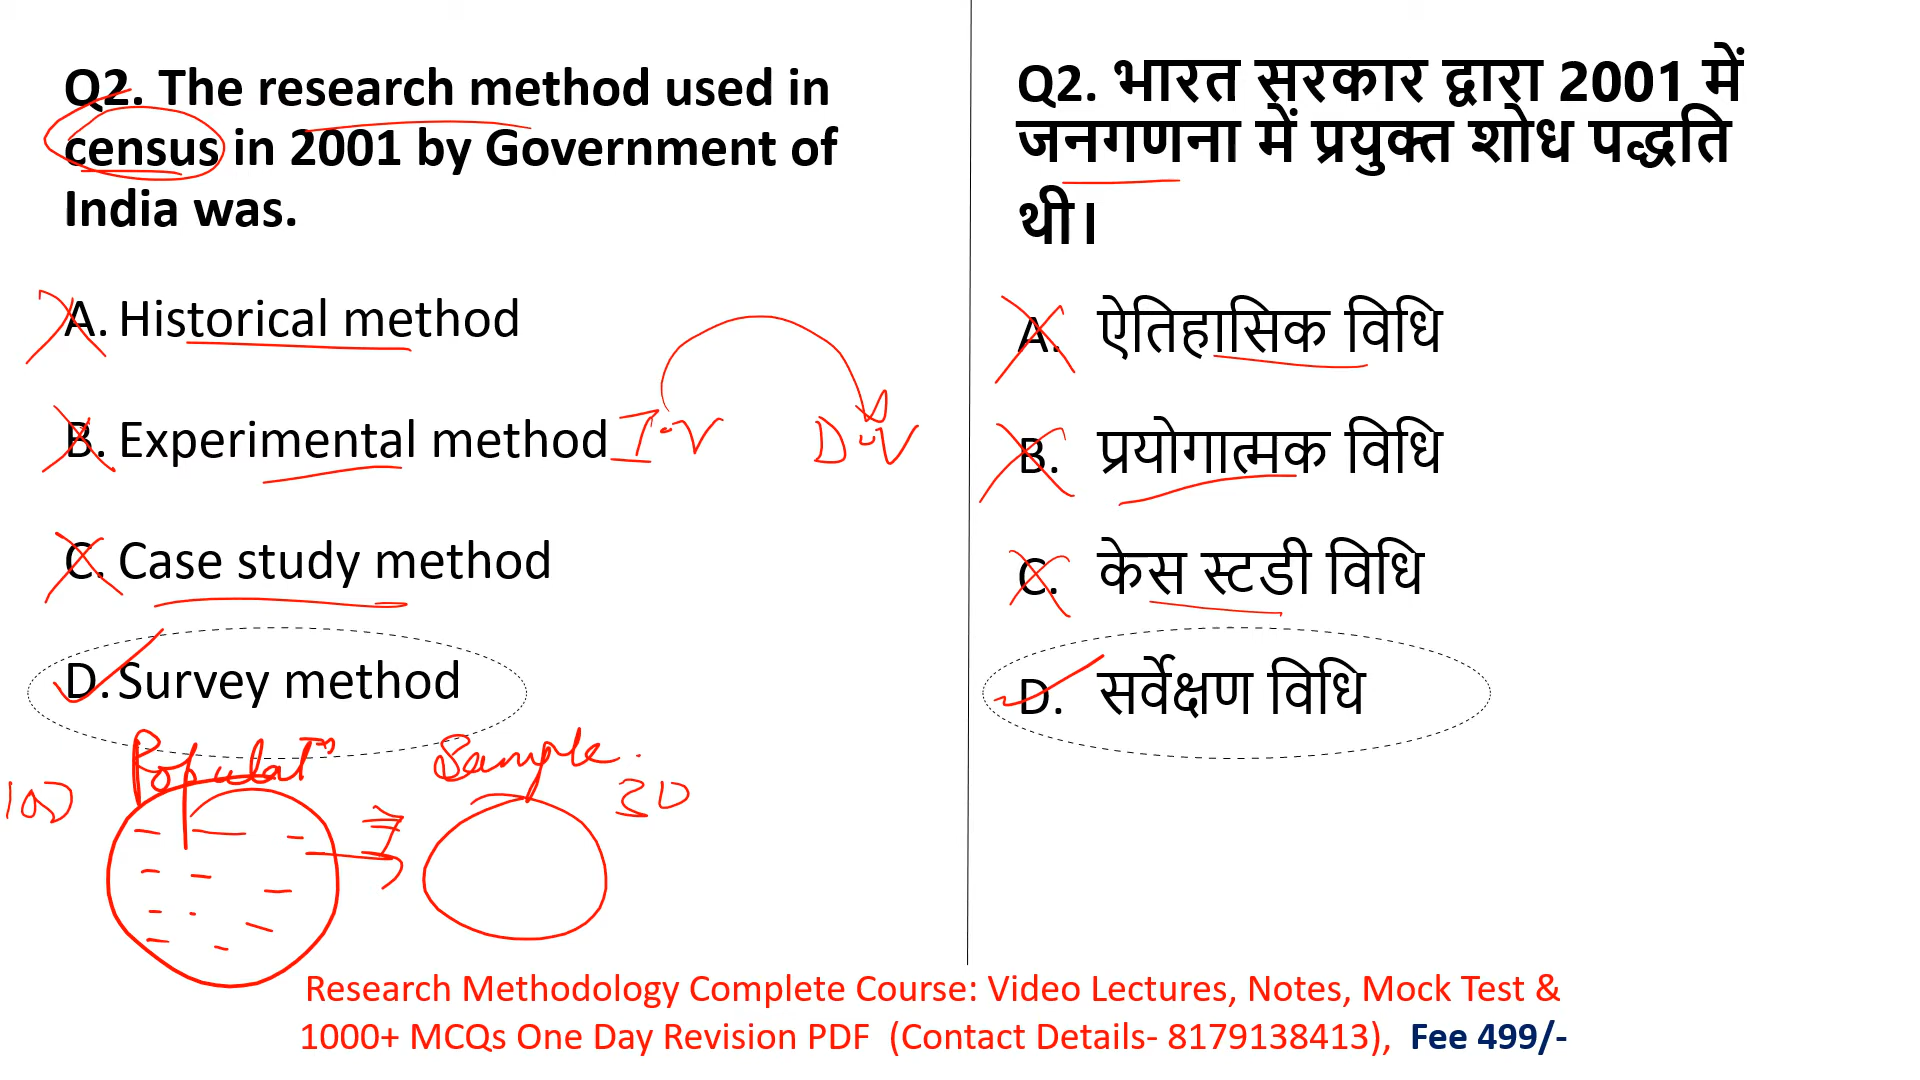 Q2. The research method used in
census in 2001 by Government of
India was.
A. Historical method
B. Experimental method I.V D.V
C. Case study method
D. Survey method
Sample.
30
Q2. भारत सरकार द्वारा 2001 में
जनगणना में प्रयुक्त शोध पद्धति
थी।
A. ऐतिहासिक विधि
B. प्रयोगात्मक विधि
C. केस स्टडी विधि
D. सर्वेक्षण विधि
Research Methodology Complete Course: Video Lectures, Notes, Mock Test &
1000+ MCQs One Day Revision PDF (Contact Details- 8179138413), Fee 499/-